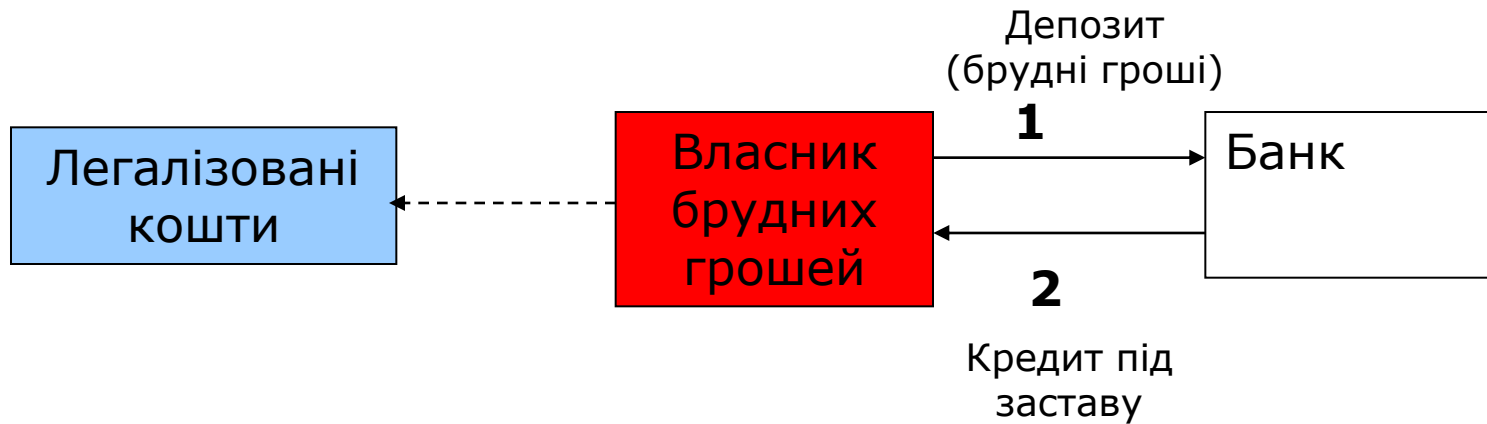 Депозит
(брудні гроші)
1
Легалізовані
кошти
Власник
брудних
грошей
Банк
2
Кредит під
заставу